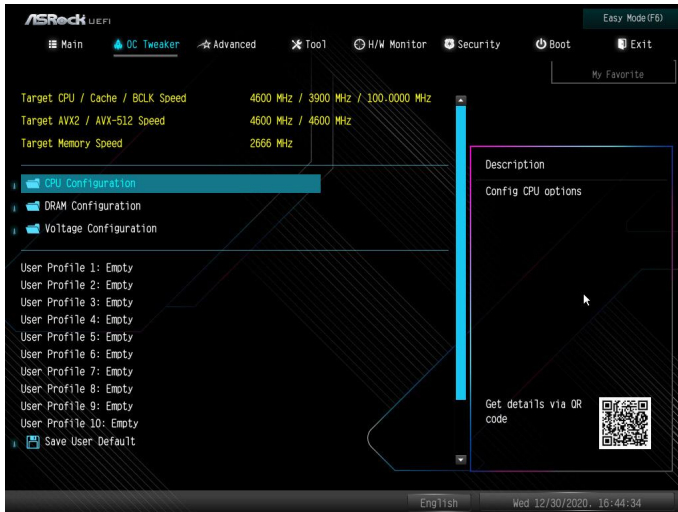 ASRock UEFI
Easy Mode(F6)
Main OC Tweaker Advanced Tool H/W Monitor Security Boot Exit
My Favorite
Target CPU / Cache / BCLK Speed 4600 MHz / 3900 MHz / 100.0000 MHz
Target AVX2 / AVX-512 Speed 4600 MHz / 4600 MHz
Target Memory Speed 2666 MHz
CPU Configuration
DRAM Configuration
Voltage Configuration
User Profile 1: Empty
User Profile 2: Empty
User Profile 3: Empty
User Profile 4: Empty
User Profile 5: Empty
User Profile 6: Empty
User Profile 7: Empty
User Profile 8: Empty
User Profile 9: Empty
User Profile 10: Empty
Save User Default
Description
Config CPU options
Get details via QR
code
English
Wed 12/30/2020. 16:44:34